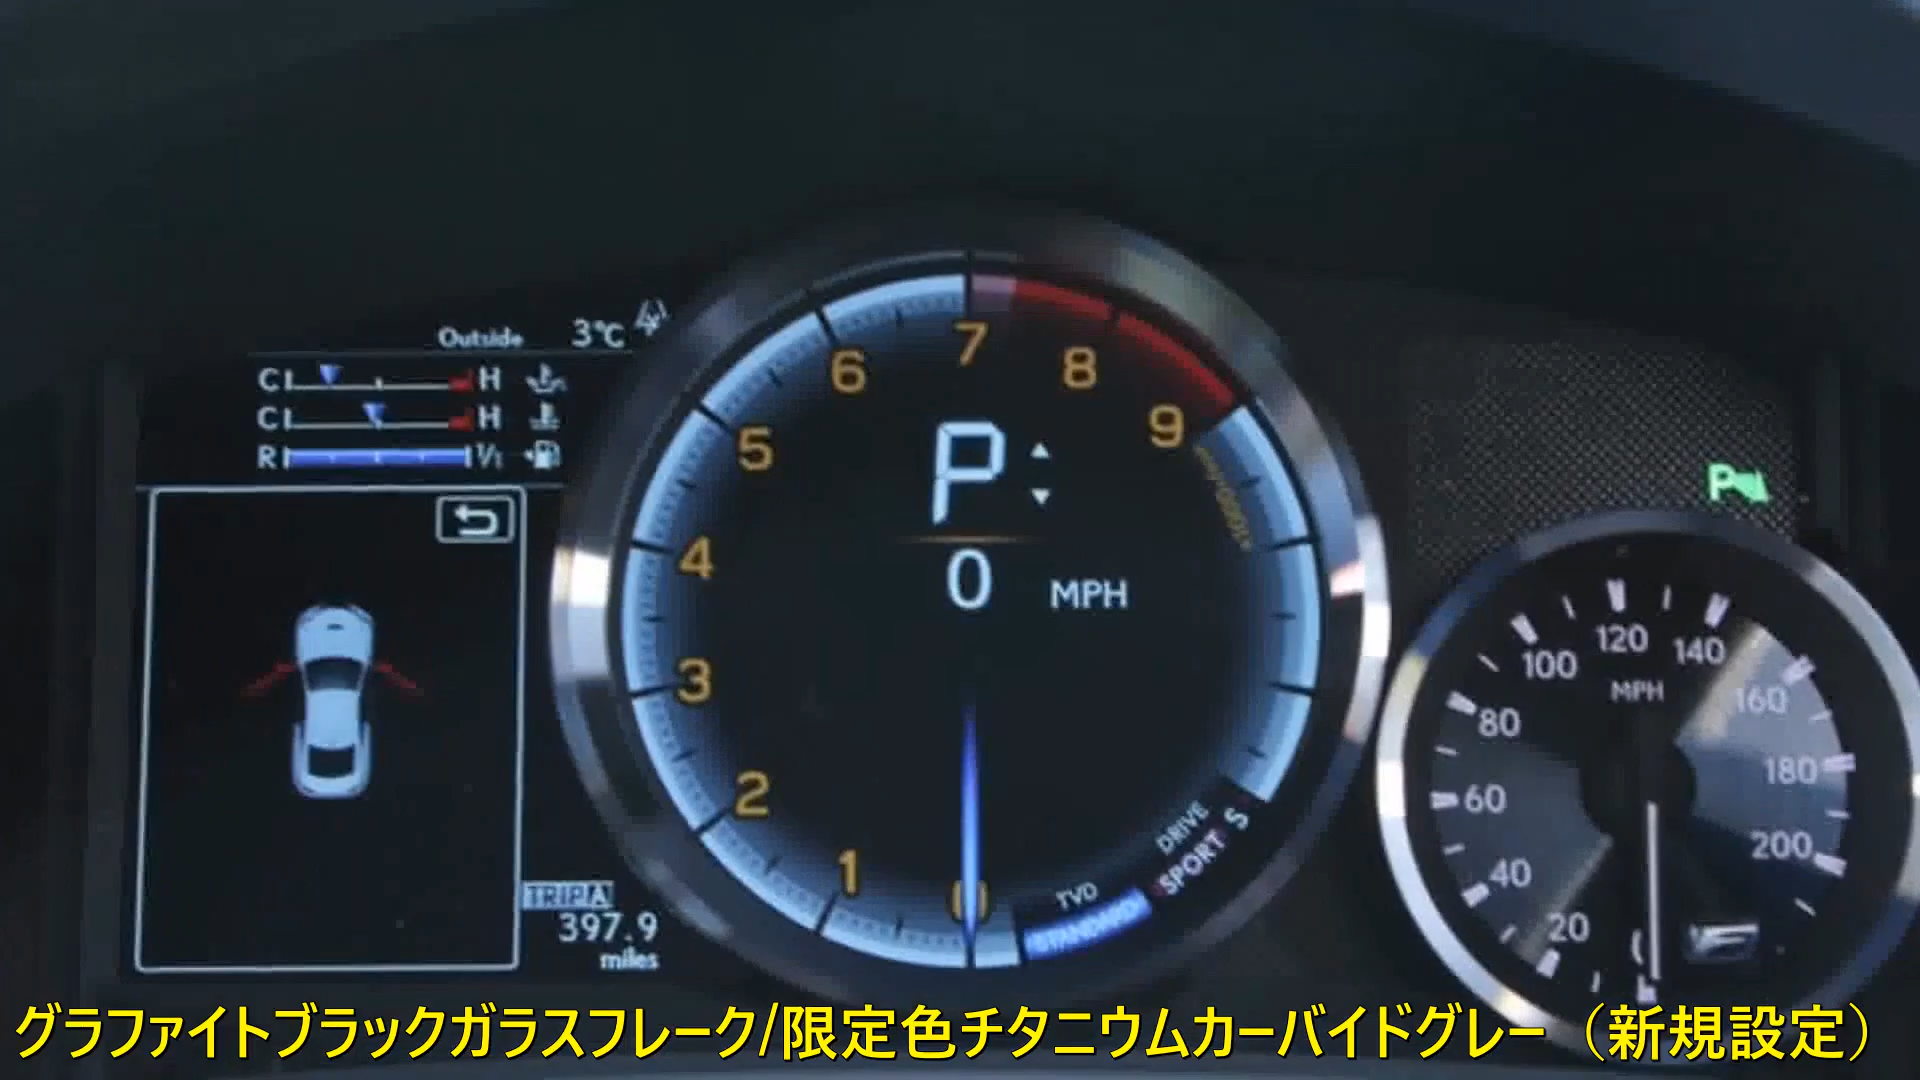 Outside 3℃
C H
C H
R 1/1
TRIP A
397.9
miles
7
6 8
5 9
4
3
2
1
0
P
0 MPH
DRIVE
SPORT S
TVD
STANDARD
P
120
100 140
MPH
160
80
180
60
200
40
20
グラファイトブラックガラスフレーク/限定色チタニウムカーバイドグレー（新規設定）